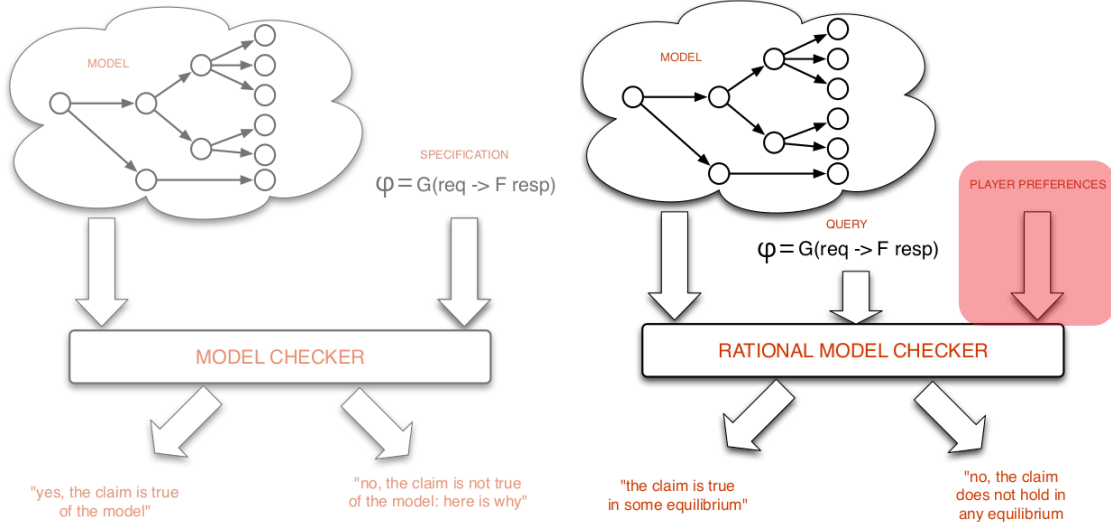 MODEL
SPECIFICATION
φ= G(req -> F resp)
MODEL CHECKER
"yes, the claim is true
of the model"
"no, the claim is not true
of the model: here is why"
MODEL
PLAYER PREFERENCES
QUERY
φ= G(req -> F resp)
RATIONAL MODEL CHECKER
"the claim is true
in some equilibrium"
"no, the claim
does not hold in
any equilibrium